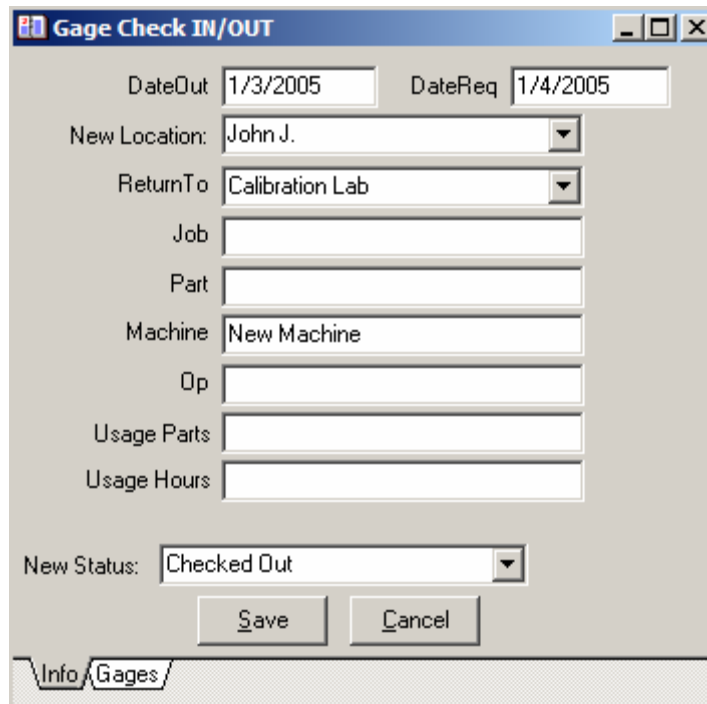 Gage Check IN/OUT
DateOut 1/3/2005 DateReq 1/4/2005
New Location: John J.
ReturnTo Calibration Lab
Job
Part
Machine New Machine
Op
Usage Parts
Usage Hours
New Status: Checked Out
Save Cancel
Info Gages